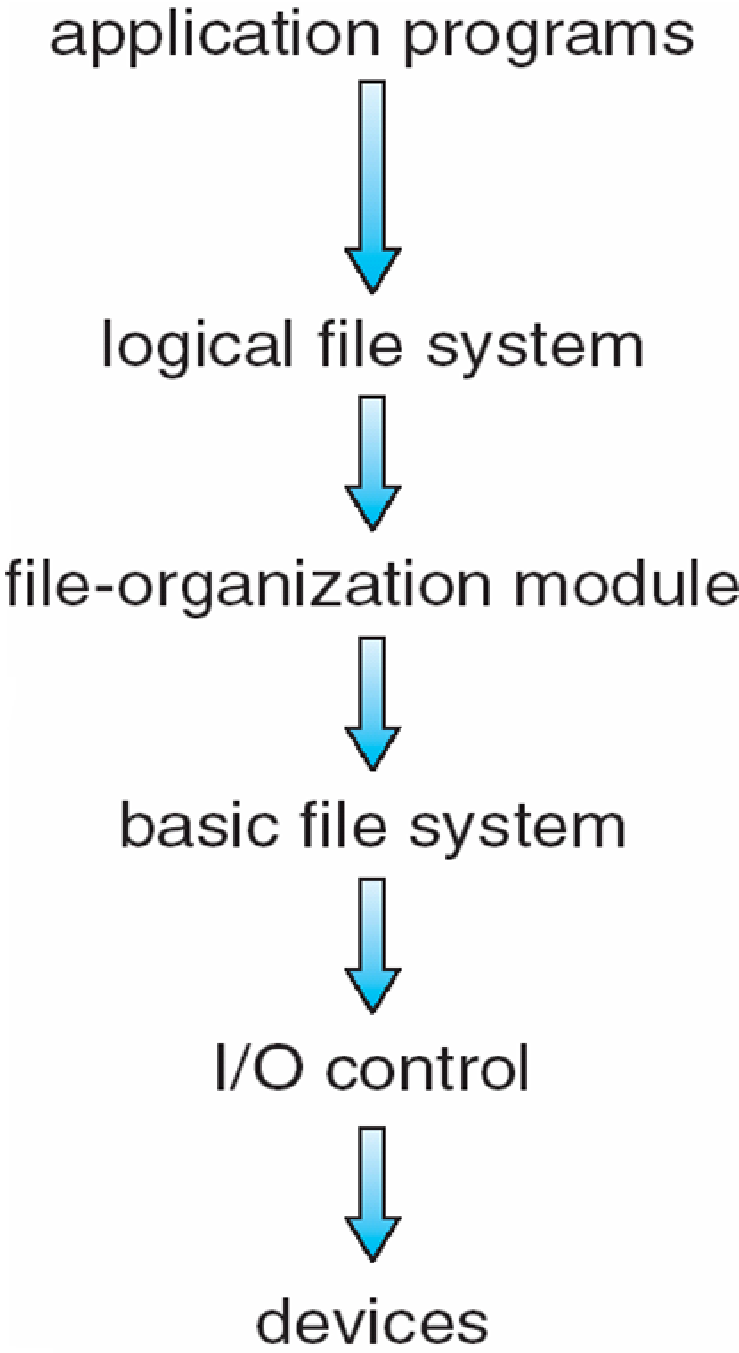 application programs
logical file system
file-organization module
basic file system
I/O control
devices